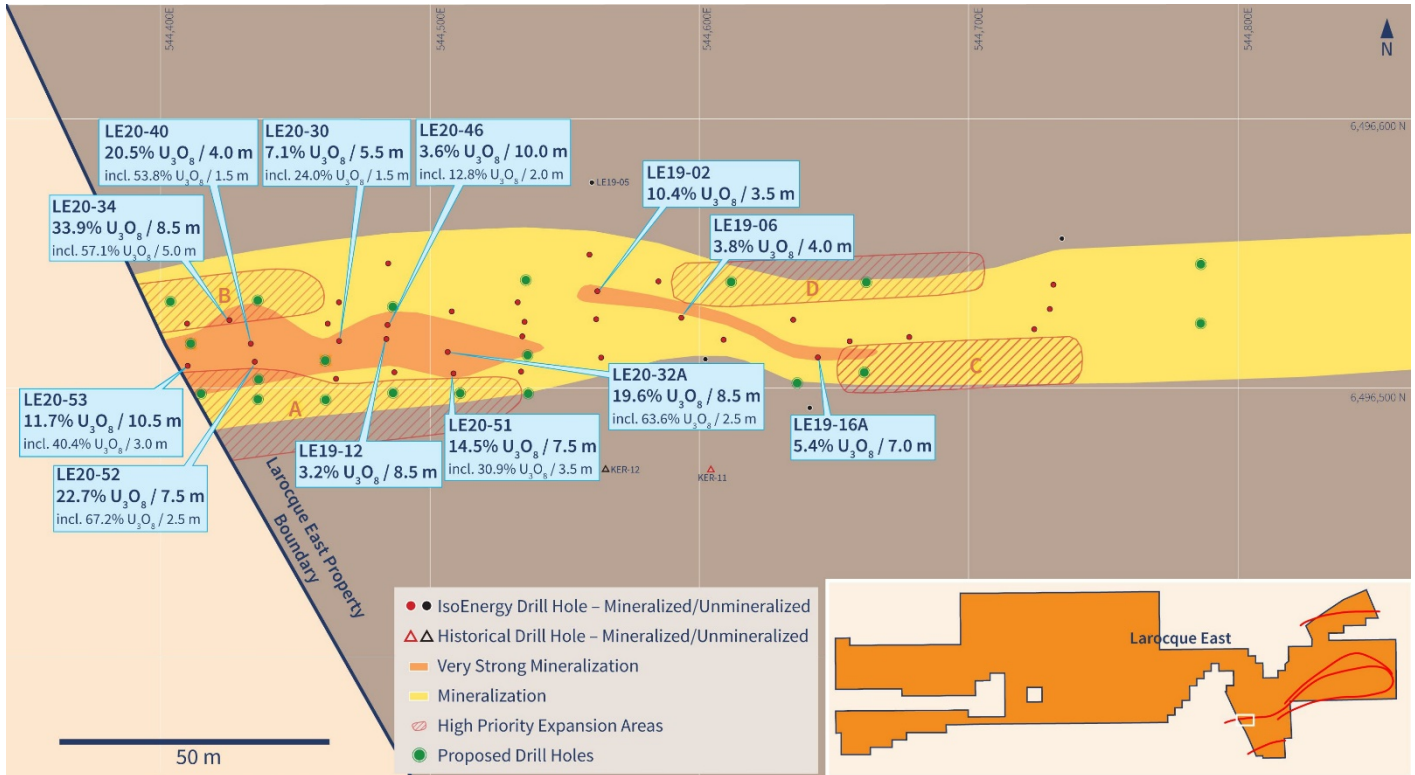 544,400
544,500
544,600
544,700
544,800
N
6,496,600 N
LE20-40
20.5% U3O8 / 4.0 m
incl. 53.8% U3O8 / 1.5 m
LE20-30
7.1% U3O8 / 5.5 m
incl. 24.0% U3O8 / 1.5 m
LE20-46
3.6% U3O8 / 10.0 m
incl. 12.8% U3O8 / 2.0 m
LE19-05
LE19-02
10.4% U3O8 / 3.5 m
LE20-34
33.9% U3O8 / 8.5 m
incl. 57.1% U3O8 / 5.0 m
LE19-06
3.8% U3O8 / 4.0 m
B
D
C
A
6,496,500 N
LE20-53
11.7% U3O8 / 10.5 m
incl. 40.4% U3O8 / 3.0 m
LE20-32A
19.6% U3O8 / 8.5 m
incl. 63.6% U3O8 / 2.5 m
LE20-52
22.7% U3O8 / 7.5 m
incl. 67.2% U3O8 / 2.5 m
LE19-12
3.2% U3O8 / 8.5 m
LE20-51
14.5% U3O8 / 7.5 m
incl. 30.9% U3O8 / 3.5 m
LE19-16A
5.4% U3O8 / 7.0 m
KER-12
KER-11
Larocque East Property
Boundary
IsoEnergy Drill Hole – Mineralized/Unmineralized
Historical Drill Hole – Mineralized/Unmineralized
Very Strong Mineralization
Mineralization
High Priority Expansion Areas
Proposed Drill Holes
50 m
Larocque East